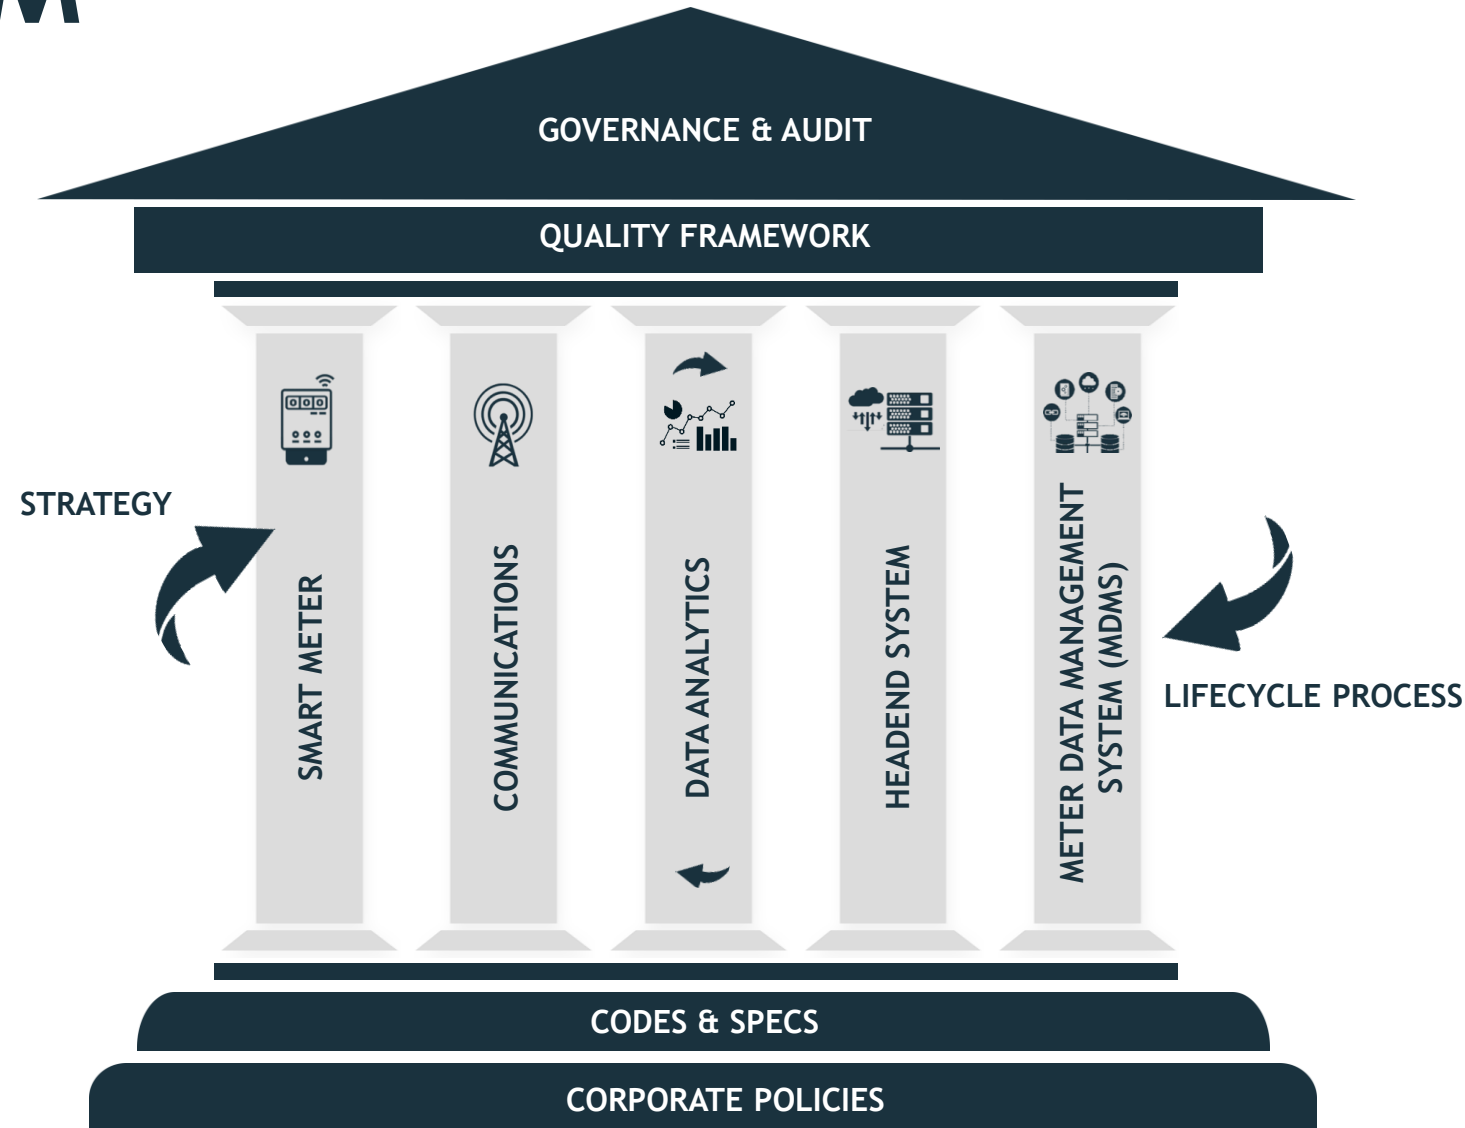 GOVERNANCE & AUDIT
QUALITY FRAMEWORK
STRATEGY
SMART METER
COMMUNICATIONS
DATA ANALYTICS
HEADEND SYSTEM
METER DATA MANAGEMENT
SYSTEM (MDMS)
LIFECYCLE PROCESS
CODES & SPECS
CORPORATE POLICIES